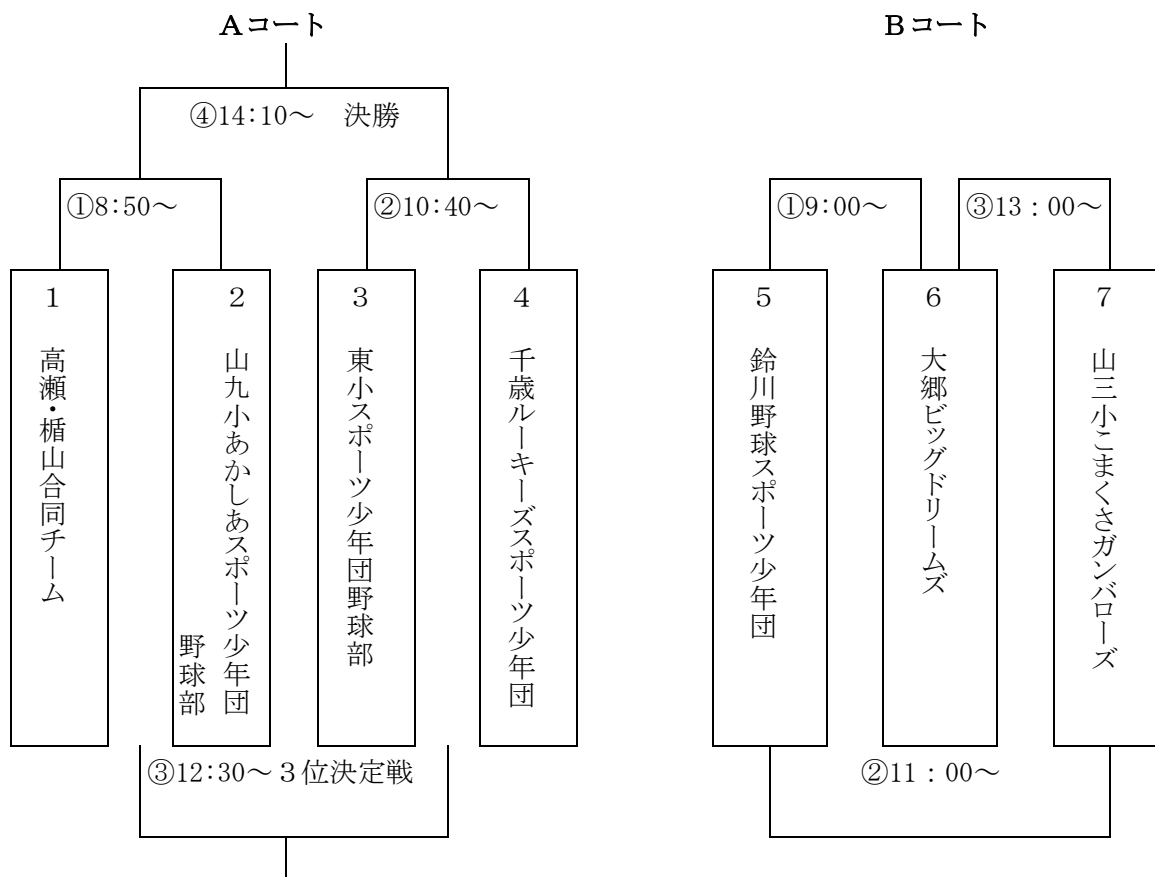 Aコート
Bコート
④14:10～　決勝
①8:50～
②10:40～
①9:00～
③13：00～
1
2
3
4
5
6
7
高瀬・楯山合同チーム
山九小あかしあスポーツ少年団
野球部
東小スポーツ少年団野球部
千歳ルーキーズスポーツ少年団
鈴川野球スポーツ少年団
大郷ビッグドリームズ
山三小こまくさガンバローズ
③12:30～３位決定戦
②11：00～